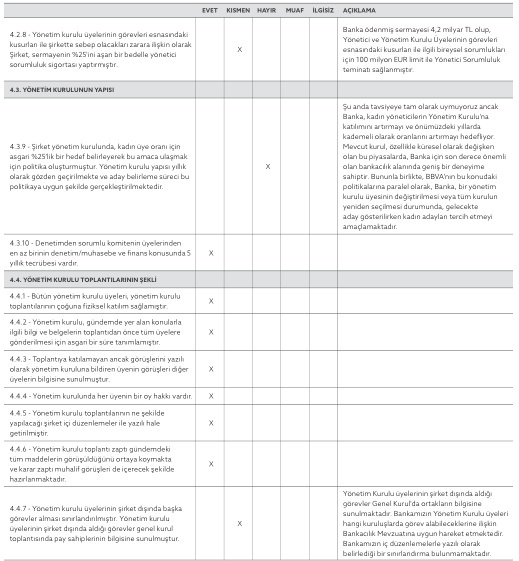 EVET KISMEN HAYIR MUAF İLGİSİZ AÇIKLAMA
4.2.8 - Yönetim kurulu üyelerinin görevleri esnasındaki
kusurları ile şirkette sebep olacakları zarara ilişkin olarak
Şirket, sermayenin %25'ini aşan bir bedelle yönetici
sorumluluk sigortası yaptırmıştır.
X
Banka ödenmiş sermayesi 4,2 milyar TL olup,
Yönetici ve Yönetim Kurulu Üyelerinin görevleri
esnasındaki kusurları ile ilgili bireysel sorumlukları
için 100 milyon EUR limit ile Yönetici Sorumluluk
teminatı sağlanmıştır.
4.3. YÖNETİM KURULUNUN YAPISI
4.3.9 - Şirket yönetim kurulunda, kadın üye oranı için
asgari %25'lik bir hedef belirleyerek bu amaca ulaşmak
için politika oluşturmuştur. Yönetim kurulu yapısı yıllık
olarak gözden geçirilmekte ve aday belirleme süreci bu
politikaya uygun şekilde gerçekleştirilmektedir.
X
Şu anda tavsiyeye tam olarak uymuyoruz ancak
Banka, kadın yöneticilerin Yönetim Kurulu'na
katılımını artırmayı ve önümüzdeki yıllarda
kademeli olarak oranlarını artırmayı hedefliyor.
Mevcut kurul, özellikle küresel olarak değişken
olan bu piyasalarda, Banka için son derece önemli
olan bankacılık alanında geniş bir deneyime
sahiptir. Bununla birlikte, BBVA'nın bu konudaki
politikalarına paralel olarak, Banka, bir yönetim
kurulu üyesinin değiştirilmesi veya tüm kurulun
yeniden seçilmesi durumunda, gelecekte
aday gösterilirken kadın adayları tercih etmeyi
amaçlamaktadır.
4.3.10 - Denetimden sorumlu komitenin üyelerinden
en az birinin denetim/muhasebe ve finans konusunda 5
yıllık tecrübesi vardır.
X
4.4. YÖNETİM KURULU TOPLANTILARININ ŞEKLİ
4.4.1 - Bütün yönetim kurulu üyeleri, yönetim kurulu
toplantılarının çoğuna fiziksel katılım sağlamıştır.
X
4.4.2 - Yönetim kurulu, gündemde yer alan konularla
ilgili bilgi ve belgelerin toplantıdan önce tüm üyelere
gönderilmesi için asgari bir süre tanımlamıştır.
X
4.4.3 - Toplantıya katılamayan ancak görüşlerini yazılı
olarak yönetim kuruluna bildiren üyenin görüşleri diğer
üyelerin bilgisine sunulmuştur.
X
4.4.4 - Yönetim kurulunda her üyenin bir oy hakkı vardır.
X
4.4.5 - Yönetim kurulu toplantılarının ne şekilde
yapılacağı şirket içi düzenlemeler ile yazılı hale
getirilmiştir.
X
4.4.6 - Yönetim kurulu toplantı zaptı gündemdeki
tüm maddelerin görüşüldüğünü ortaya koymakta
ve karar zaptı muhalif görüşleri de içerecek şekilde
hazırlanmaktadır.
X
4.4.7 - Yönetim kurulu üyelerinin şirket dışında başka
görevler alması sınırlandırılmıştır. Yönetim kurulu
üyelerinin şirket dışında aldığı görevler genel kurul
toplantısında pay sahiplerinin bilgisine sunulmuştur.
X
Yönetim Kurulu üyelerinin şirket dışından aldığı
görevler Genel Kurul'da ortakların bilgisine
sunulmaktadır. Bankamızın Yönetim Kurulu üyeleri
hangi kuruluşlarda görev alabileceklerine ilişkin
Bankacılık Mevzuatına uygun hareket etmektedir.
Bankamızın iç düzenlemelerle yazılı olarak
belirlediği bir sınırlandırma bulunmamaktadır.